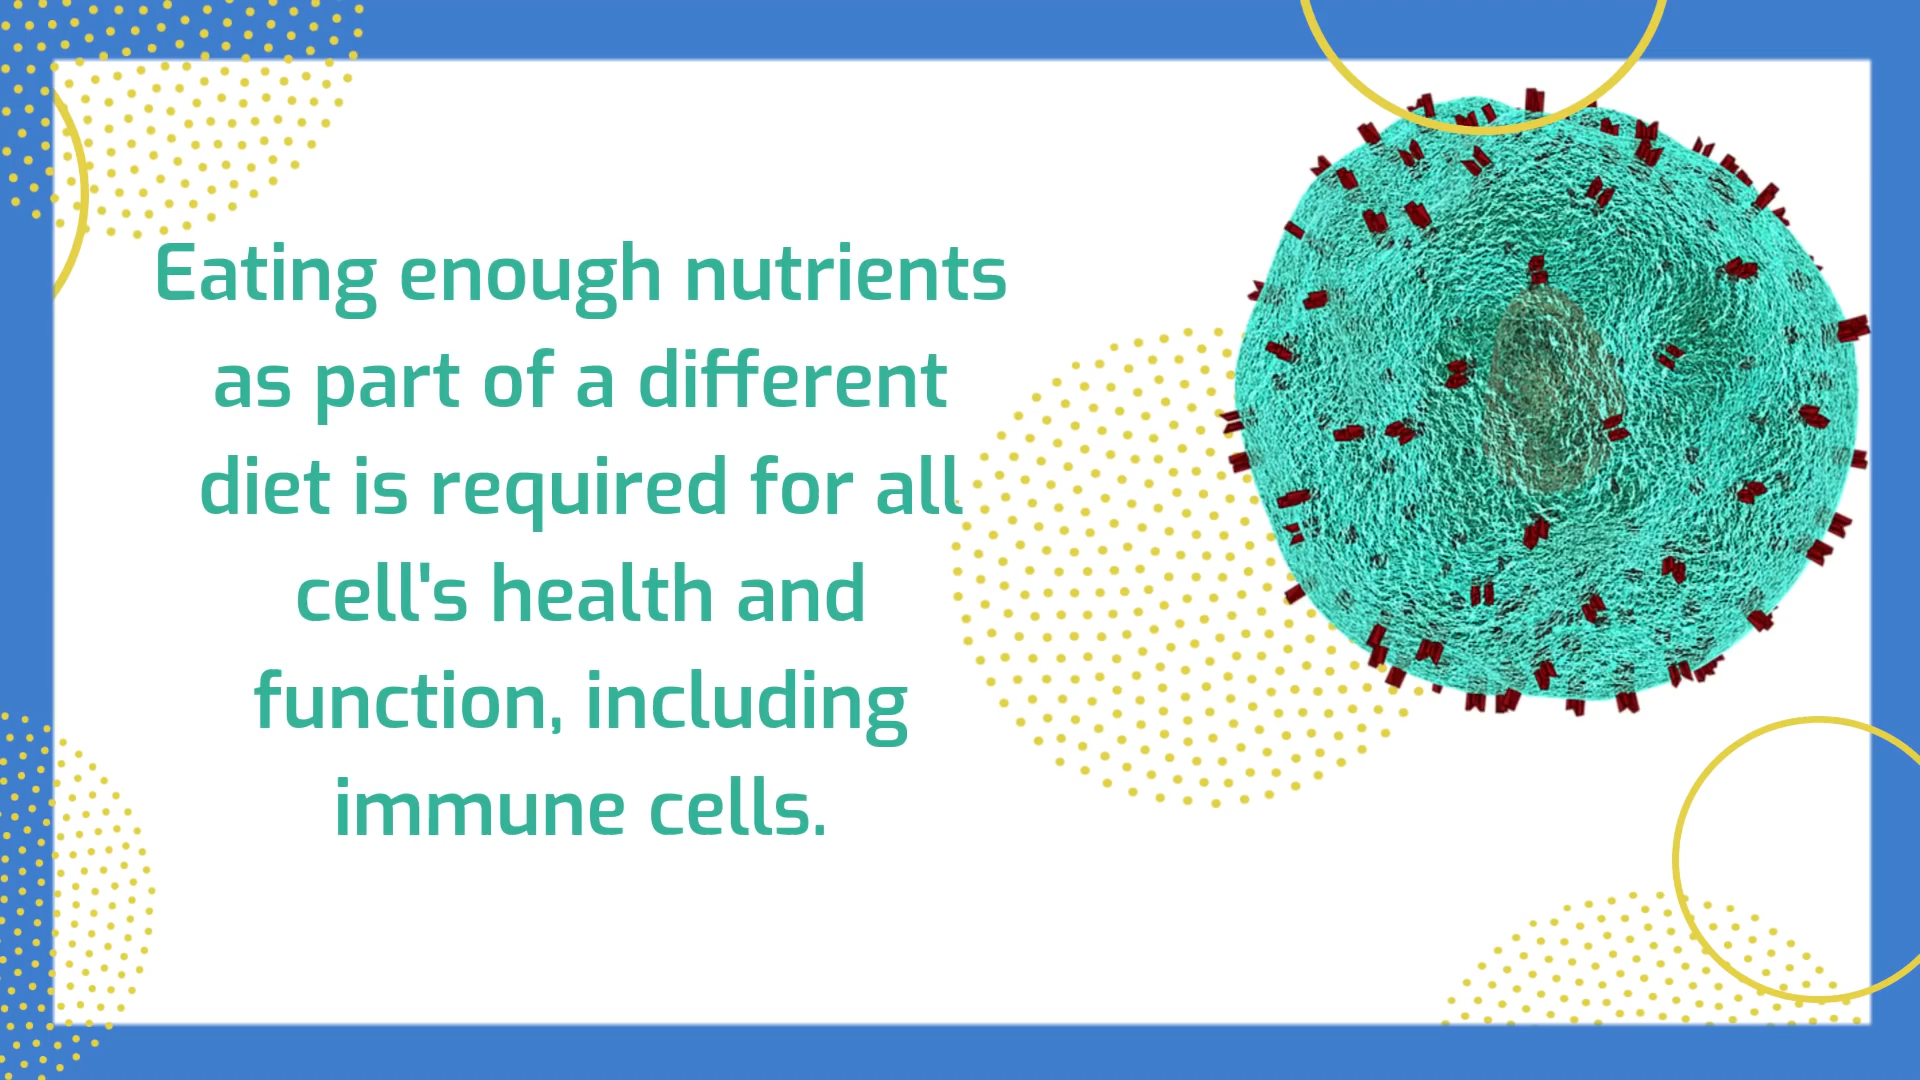 Eating enough nutrients
as part of a different
diet is required for all
cell's health and
function, including
immune cells.